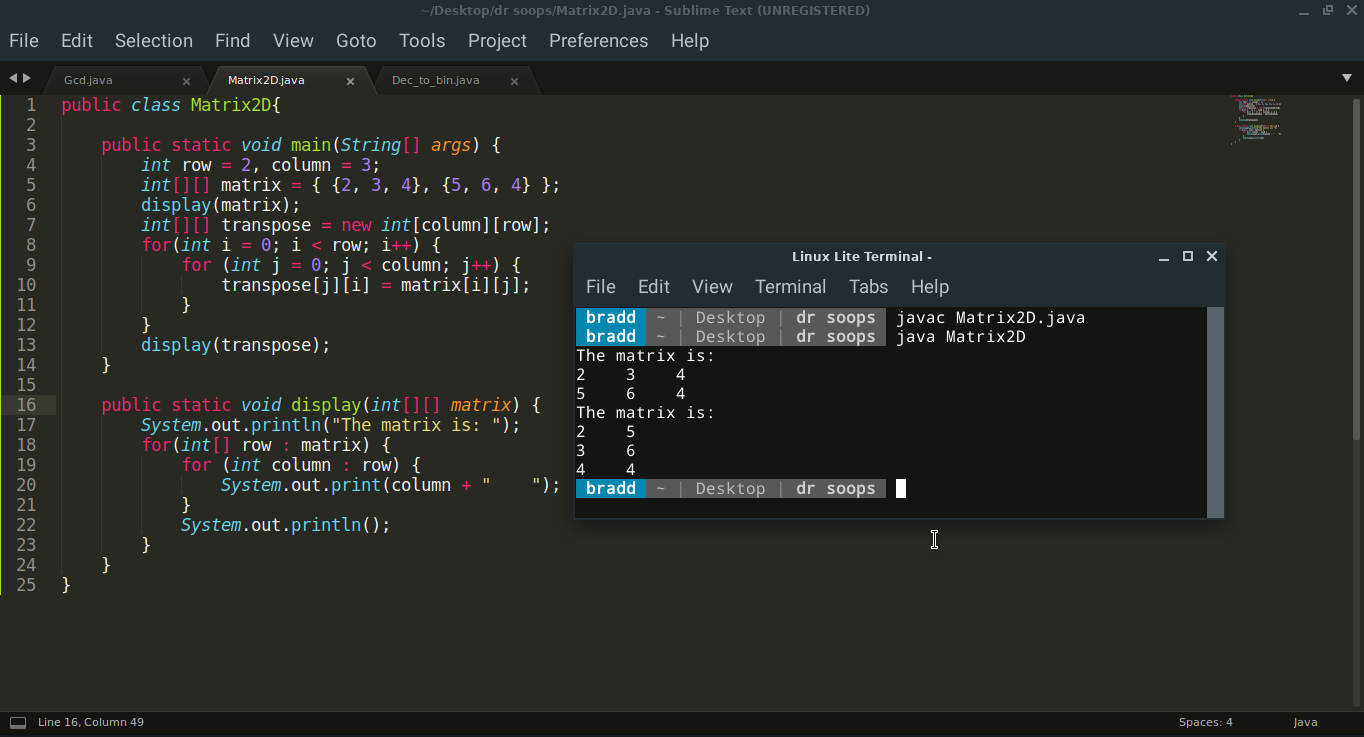 ~/Desktop/dr soops/Matrix2D.java - Sublime Text (UNREGISTERED)
File Edit Selection Find View Goto Tools Project Preferences Help
Gcd.java Matrix2D.java Dec_to_bin.java
1 public class Matrix2D{
2
3     public static void main(String[] args) {
4         int row = 2, column = 3;
5         int[][] matrix = { {2, 3, 4}, {5, 6, 4} };
6         display(matrix);
7         int[][] transpose = new int[column][row];
8         for(int i = 0; i < row; i++) {
9             for (int j = 0; j < column; j++) {
10                 transpose[j][i] = matrix[i][j];
11             }
12         }
13         display(transpose);
14     }
15
16     public static void display(int[][] matrix) {
17         System.out.println("The matrix is: ");
18         for(int[] row : matrix) {
19             for (int column : row) {
20                 System.out.print(column + "    ");
21             }
22             System.out.println();
23         }
24     }
25 }
Linux Lite Terminal -
File Edit View Terminal Tabs Help
bradd ~ | Desktop | dr soops javac Matrix2D.java
bradd ~ | Desktop | dr soops java Matrix2D
The matrix is:
2    3    4
5    6    4
The matrix is:
2    5
3    6
4    4
bradd ~ | Desktop | dr soops
Line 16, Column 49 Spaces: 4 Java